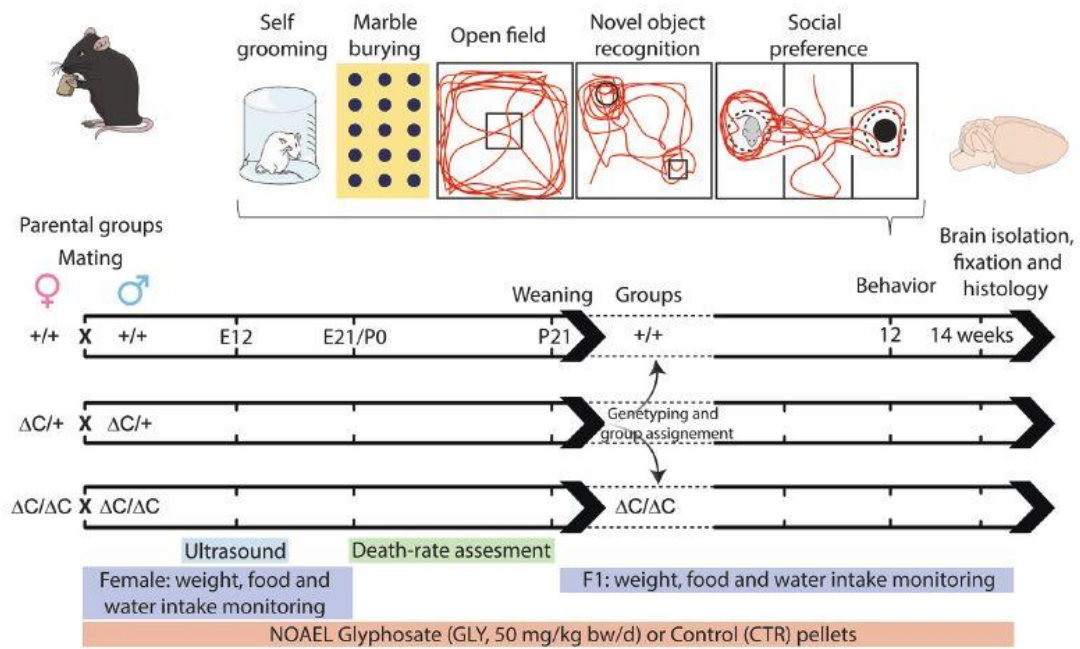 Self
grooming
Marble
burying
Open field
Novel object
recognition
Social
preference
Parental groups
Mating
♀ ♂
Weaning
Groups
Behavior
Brain isolation,
fixation and
histology
+/+ X +/+ E12 E21/P0 P21 +/+ 12 14 weeks
ΔC/+ X ΔC/+
Genetyping and
group assignement
ΔC/ΔC X ΔC/ΔC ΔC/ΔC
Ultrasound
Death-rate assesment
Female: weight, food and
water intake monitoring
F1: weight, food and water intake monitoring
NOAEL Glyphosate (GLY, 50 mg/kg bw/d) or Control (CTR) pellets